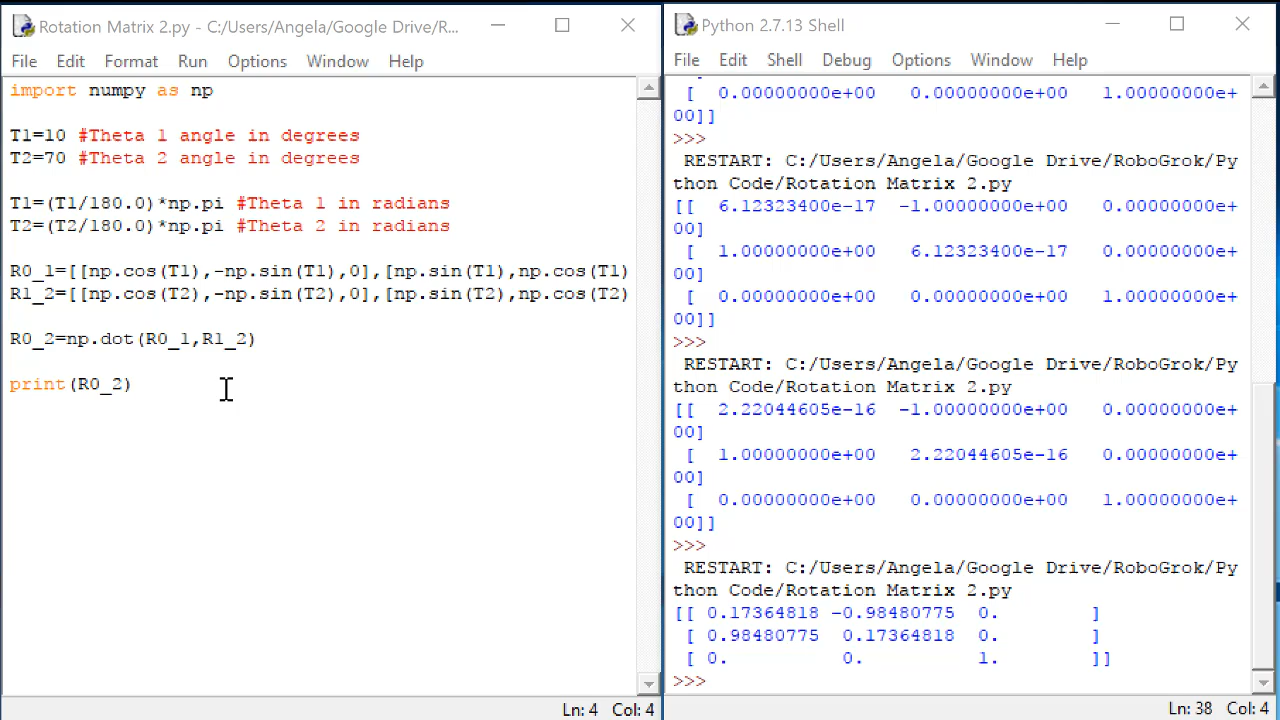 Rotation Matrix 2.py - C:/Users/Angela/Google Drive/R...
File Edit Format Run Options Window Help
import numpy as np
T1=10 #Theta 1 angle in degrees
T2=70 #Theta 2 angle in degrees
T1=(T1/180.0)*np.pi #Theta 1 in radians
T2=(T2/180.0)*np.pi #Theta 2 in radians
R0_1=[[np.cos(T1),-np.sin(T1),0],[np.sin(T1),np.cos(T1)
R1_2=[[np.cos(T2),-np.sin(T2),0],[np.sin(T2),np.cos(T2)
R0_2=np.dot(R0_1,R1_2)
print(R0_2)
Ln: 4 Col: 4
Python 2.7.13 Shell
File Edit Shell Debug Options Window Help
[ 0.00000000e+00 0.00000000e+00 1.00000000e+
00]]
>>>
RESTART: C:/Users/Angela/Google Drive/RoboGrok/Py
thon Code/Rotation Matrix 2.py
[[ 6.12323400e-17 -1.00000000e+00 0.00000000e+
00]
[ 1.00000000e+00 6.12323400e-17 0.00000000e+
00]
[ 0.00000000e+00 0.00000000e+00 1.00000000e+
00]]
>>>
RESTART: C:/Users/Angela/Google Drive/RoboGrok/Py
thon Code/Rotation Matrix 2.py
[[ 2.22044605e-16 -1.00000000e+00 0.00000000e+
00]
[ 1.00000000e+00 2.22044605e-16 0.00000000e+
00]
[ 0.00000000e+00 0.00000000e+00 1.00000000e+
00]]
>>>
RESTART: C:/Users/Angela/Google Drive/RoboGrok/Py
thon Code/Rotation Matrix 2.py
[[ 0.17364818 -0.98480775 0. ]
[ 0.98480775 0.17364818 0. ]
[ 0. 0. 1. ]]
>>>
Ln: 38 Col: 4